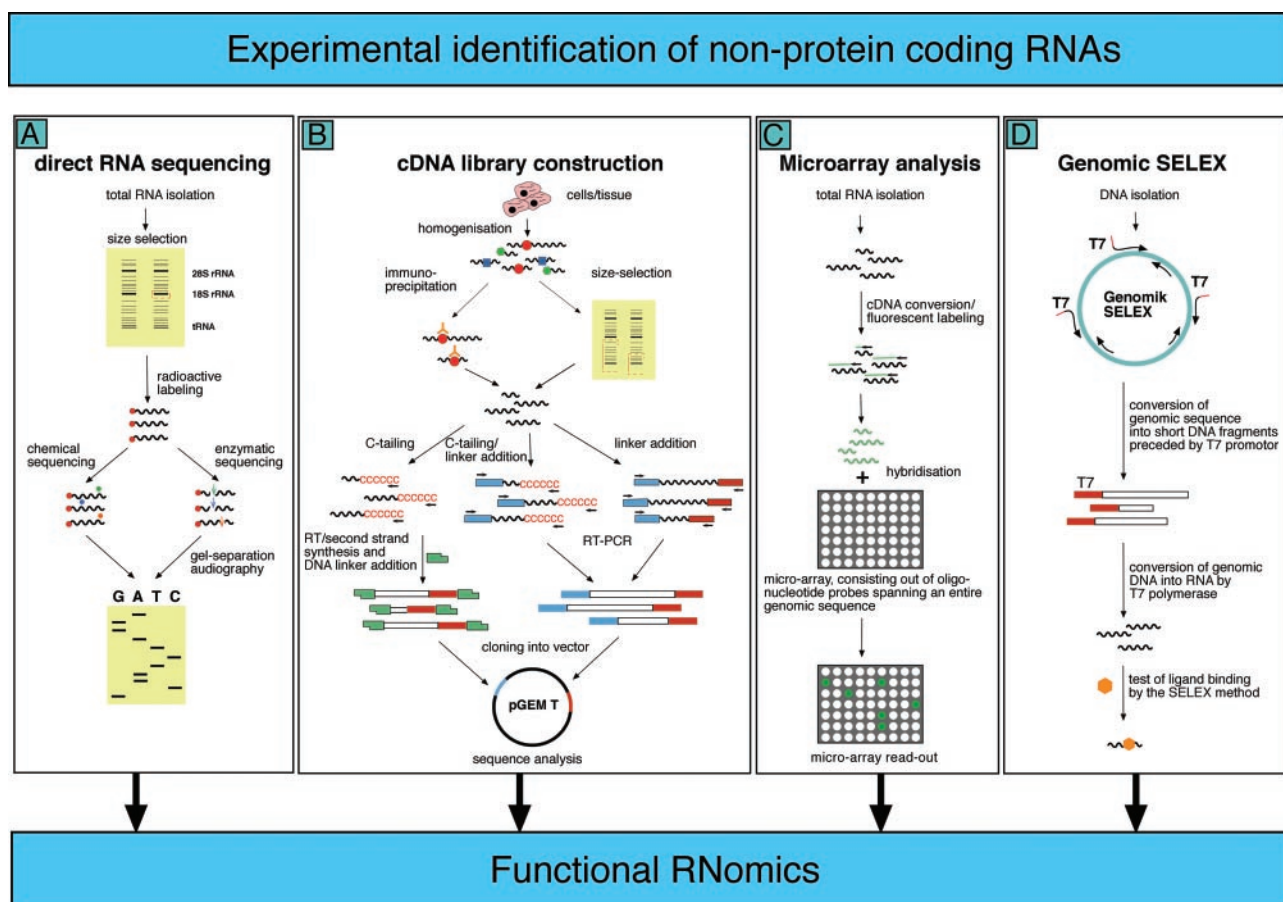 Experimental identification of non-protein coding RNAs
A
direct RNA sequencing
total RNA isolation
size selection
28S rRNA
18S rRNA
tRNA
radioactive
labeling
chemical
sequencing
enzymatic
sequencing
gel-separation
audiography
G A T C
B
cDNA library construction
cells/tissue
homogenisation
immuno-
precipitation
size-selection
C-tailing
C-tailing/
linker addition
linker addition
CCCCCC
CCCCCC
CCCCCC
CCCCCC
CCCCCC
CCCCCC
RT/second strand
synthesis and
DNA linker addition
RT-PCR
cloning into vector
pGEM T
sequence analysis
C
Microarray analysis
total RNA isolation
cDNA conversion/
fluorescent labeling
hybridisation
+
micro-array, consisting out of oligo-
nucleotide probes spanning an entire
genomic sequence
micro-array read-out
D
Genomic SELEX
DNA isolation
T7
T7
T7
Genomik
SELEX
conversion of
genomic sequence
into short DNA fragments
preceded by T7 promotor
T7
conversion of genomic
DNA into RNA by
T7 polymerase
test of ligand binding
by the SELEX method
Functional RNomics